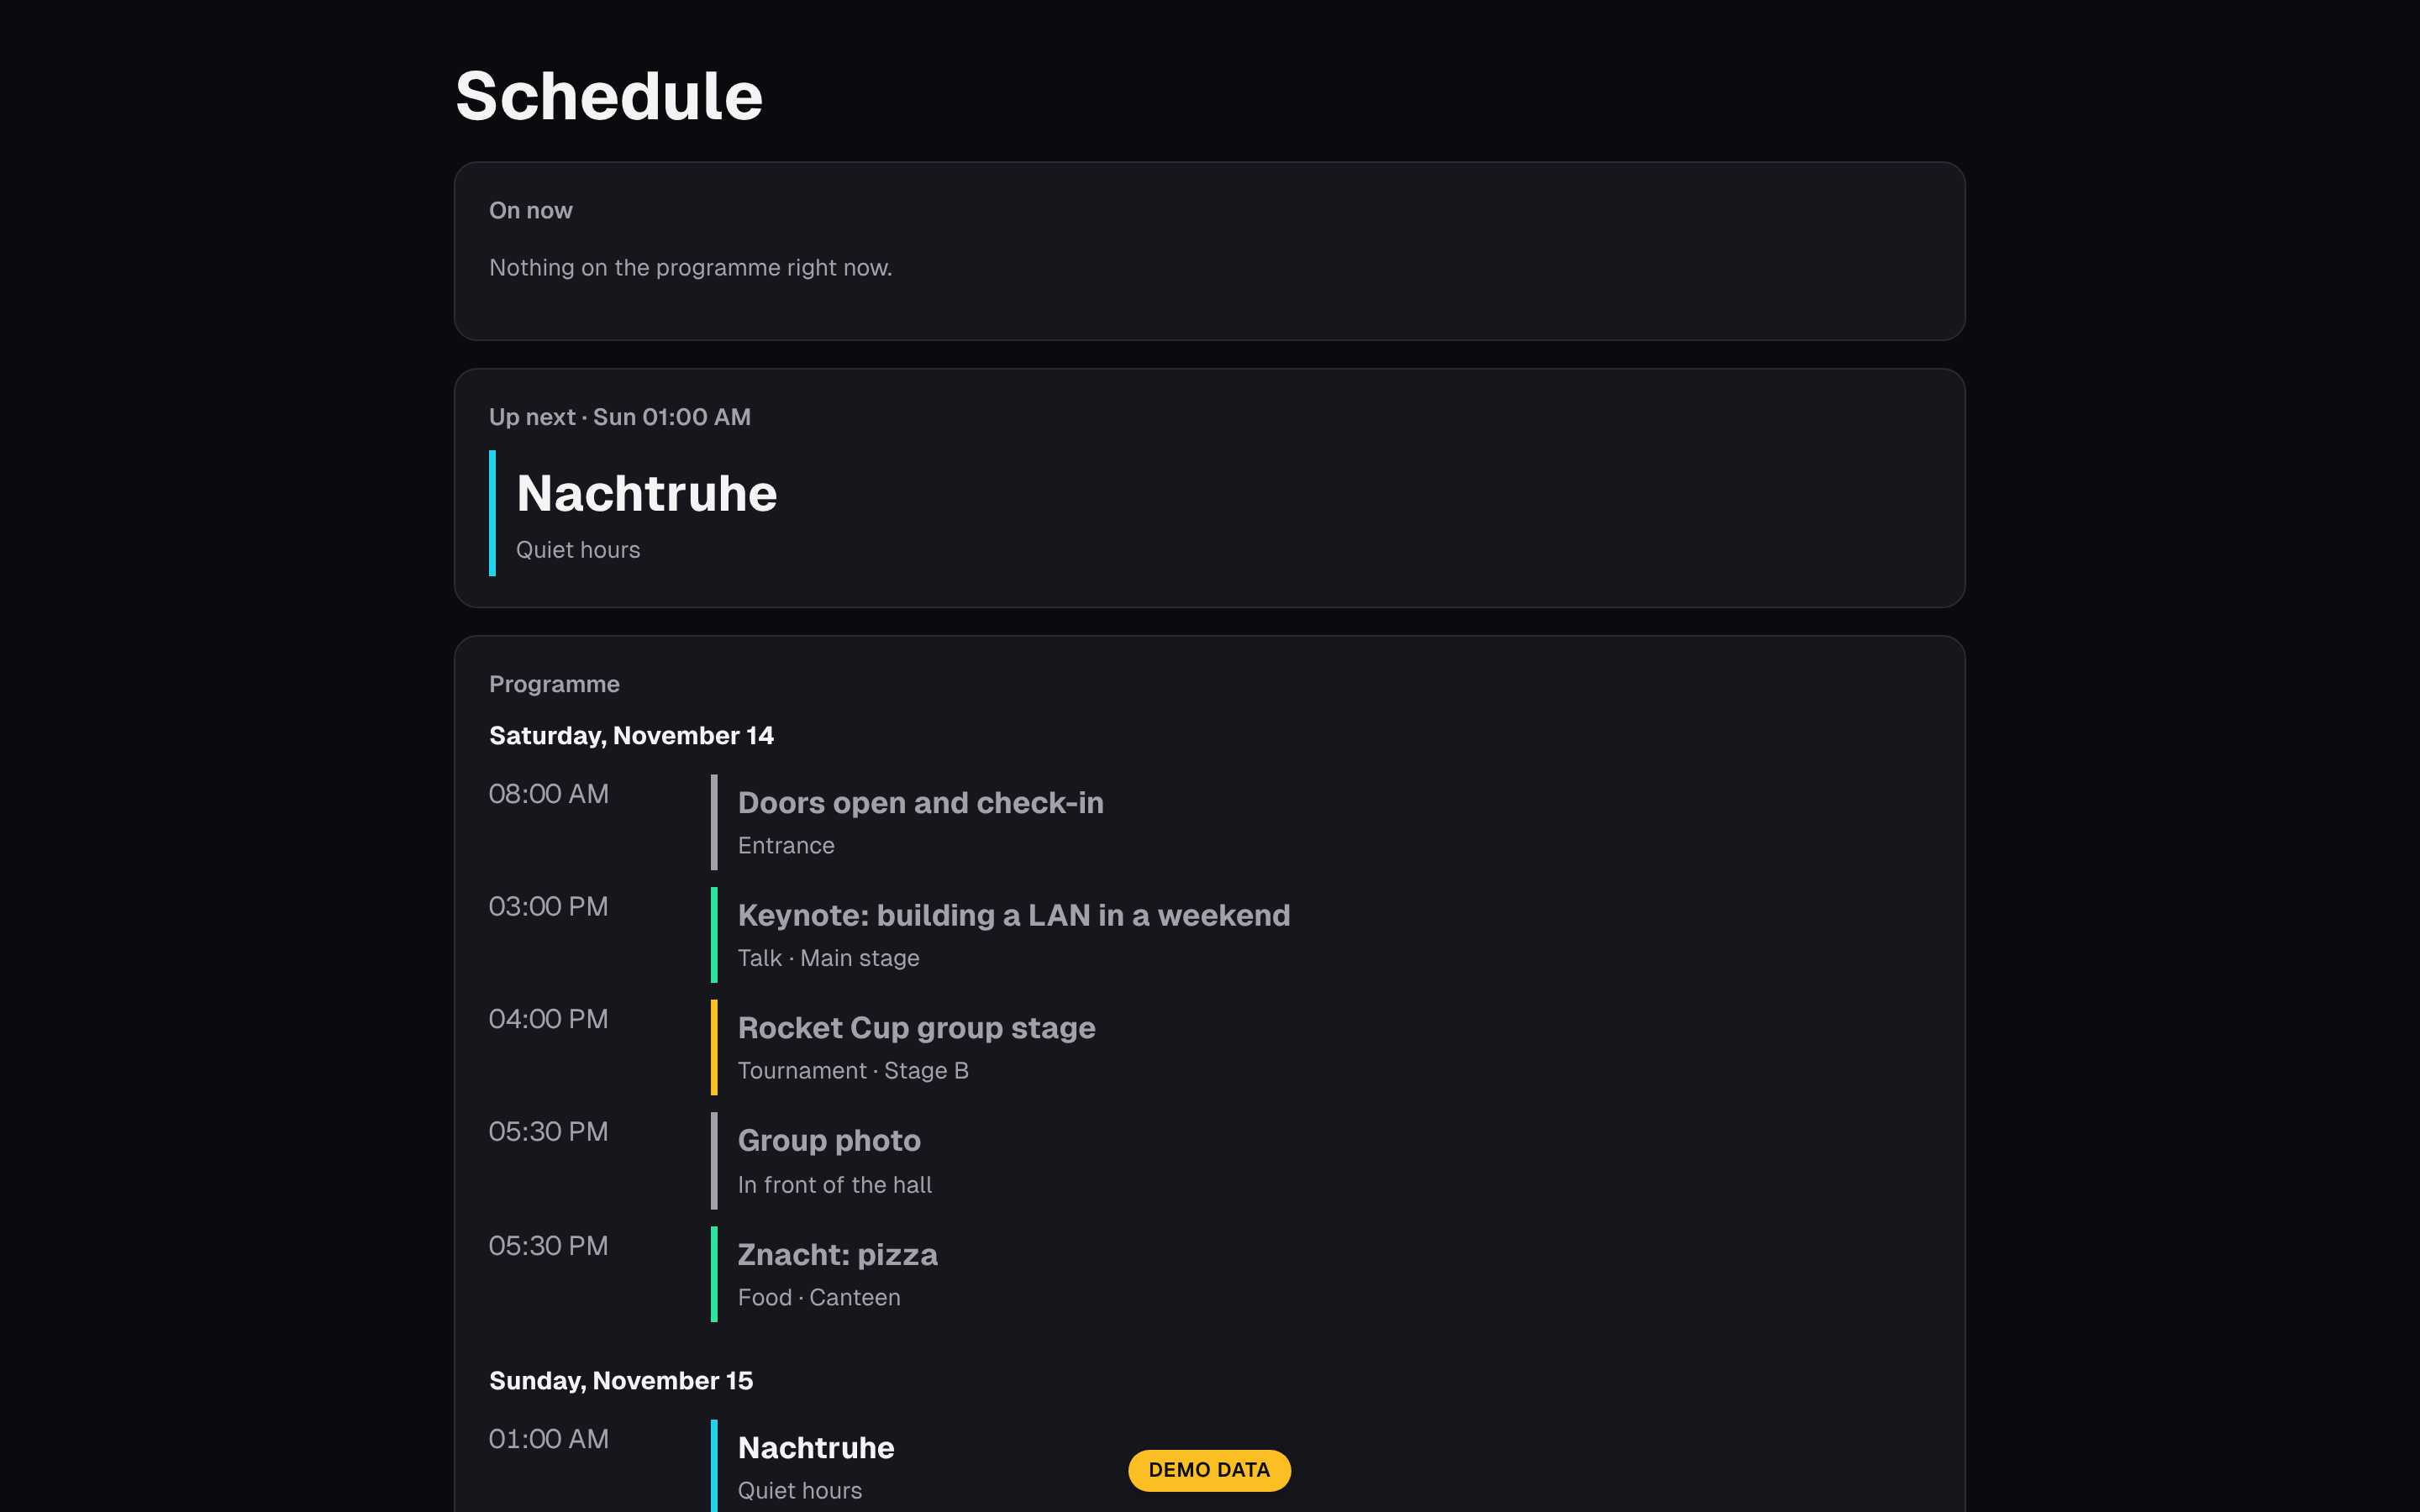 Schedule
On now
Nothing on the programme right now.
Up next · Sun 01:00 AM
Nachtruhe
Quiet hours
Programme
Saturday, November 14
08:00 AM
Doors open and check-in
Entrance
03:00 PM
Keynote: building a LAN in a weekend
Talk · Main stage
04:00 PM
Rocket Cup group stage
Tournament · Stage B
05:30 PM
Group photo
In front of the hall
05:30 PM
Znacht: pizza
Food · Canteen
Sunday, November 15
01:00 AM
Nachtruhe
Quiet hours
DEMO DATA